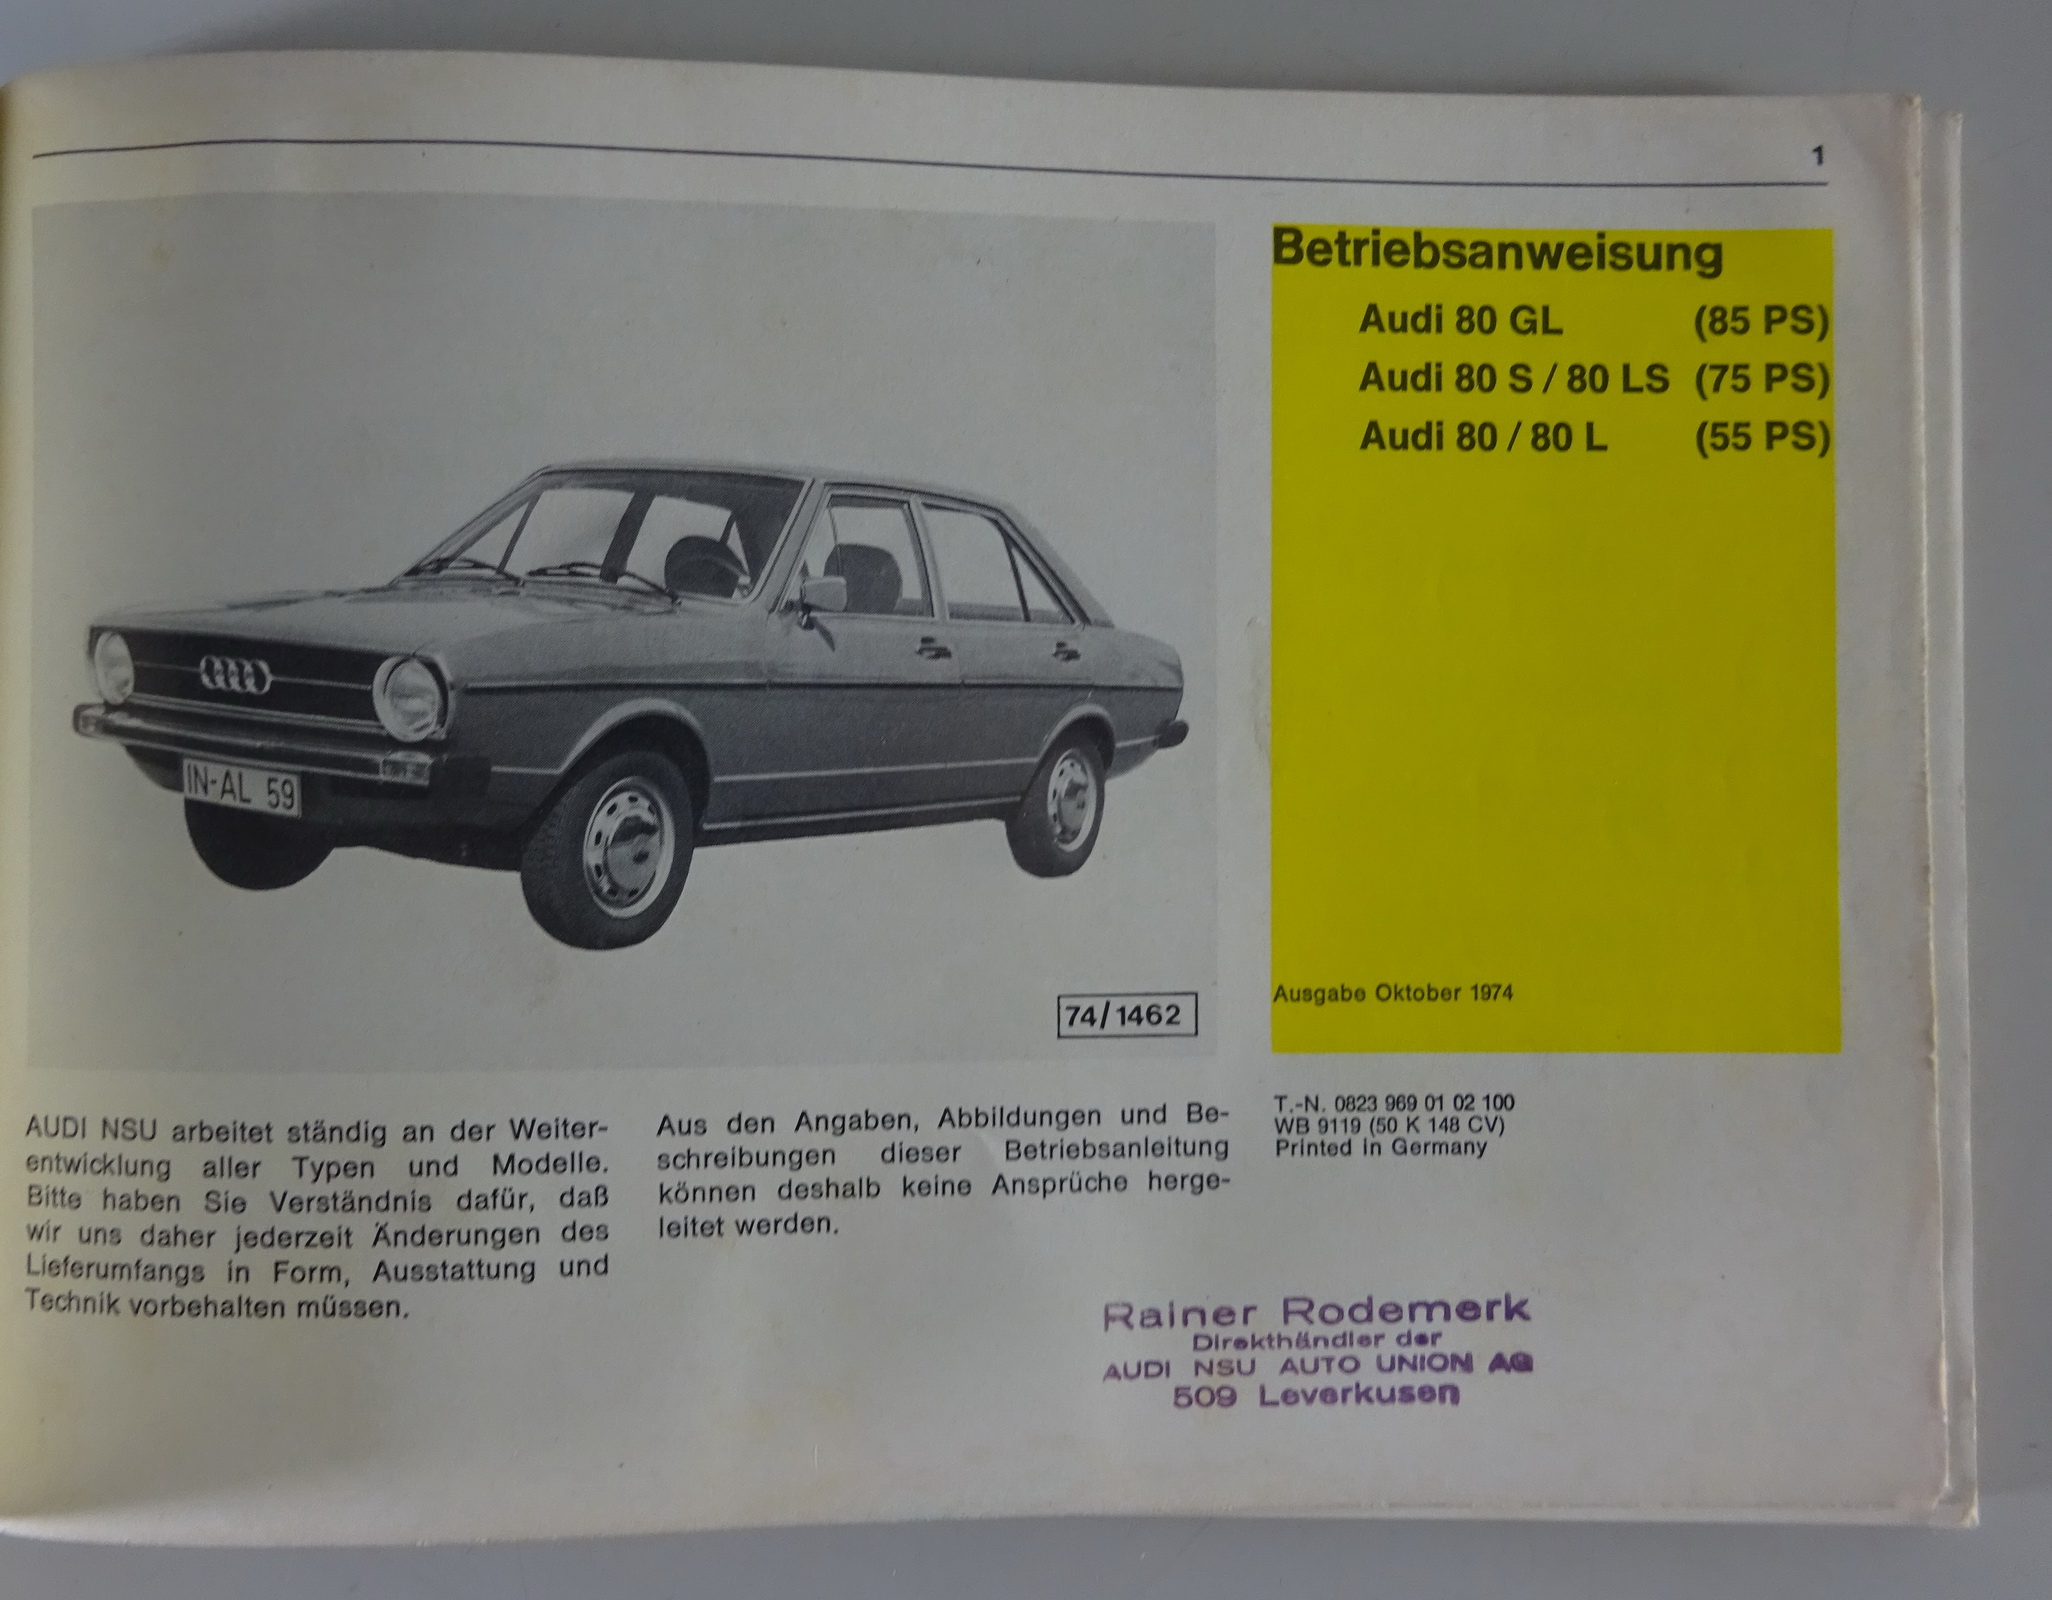 1
Betriebsanweisung
Audi 80 GL (85 PS)
Audi 80 S / 80 LS (75 PS)
Audi 80 / 80 L (55 PS)
Ausgabe Oktober 1974
IN-AL 59
74/1462
AUDI NSU arbeitet ständig an der Weiter-
entwicklung aller Typen und Modelle.
Bitte haben Sie Verständnis dafür, daß
wir uns daher jederzeit Änderungen des
Lieferumfangs in Form, Ausstattung und
Technik vorbehalten müssen.
Aus den Angaben, Abbildungen und Be-
schreibungen dieser Betriebsanleitung
können deshalb keine Ansprüche herge-
leitet werden.
T.-N. 0823 969 01 02 100
WB 9119 (50 K 148 CV)
Printed in Germany
Rainer Rodemerk
Direkthändler der
AUDI NSU AUTO UNION AG
509 Leverkusen